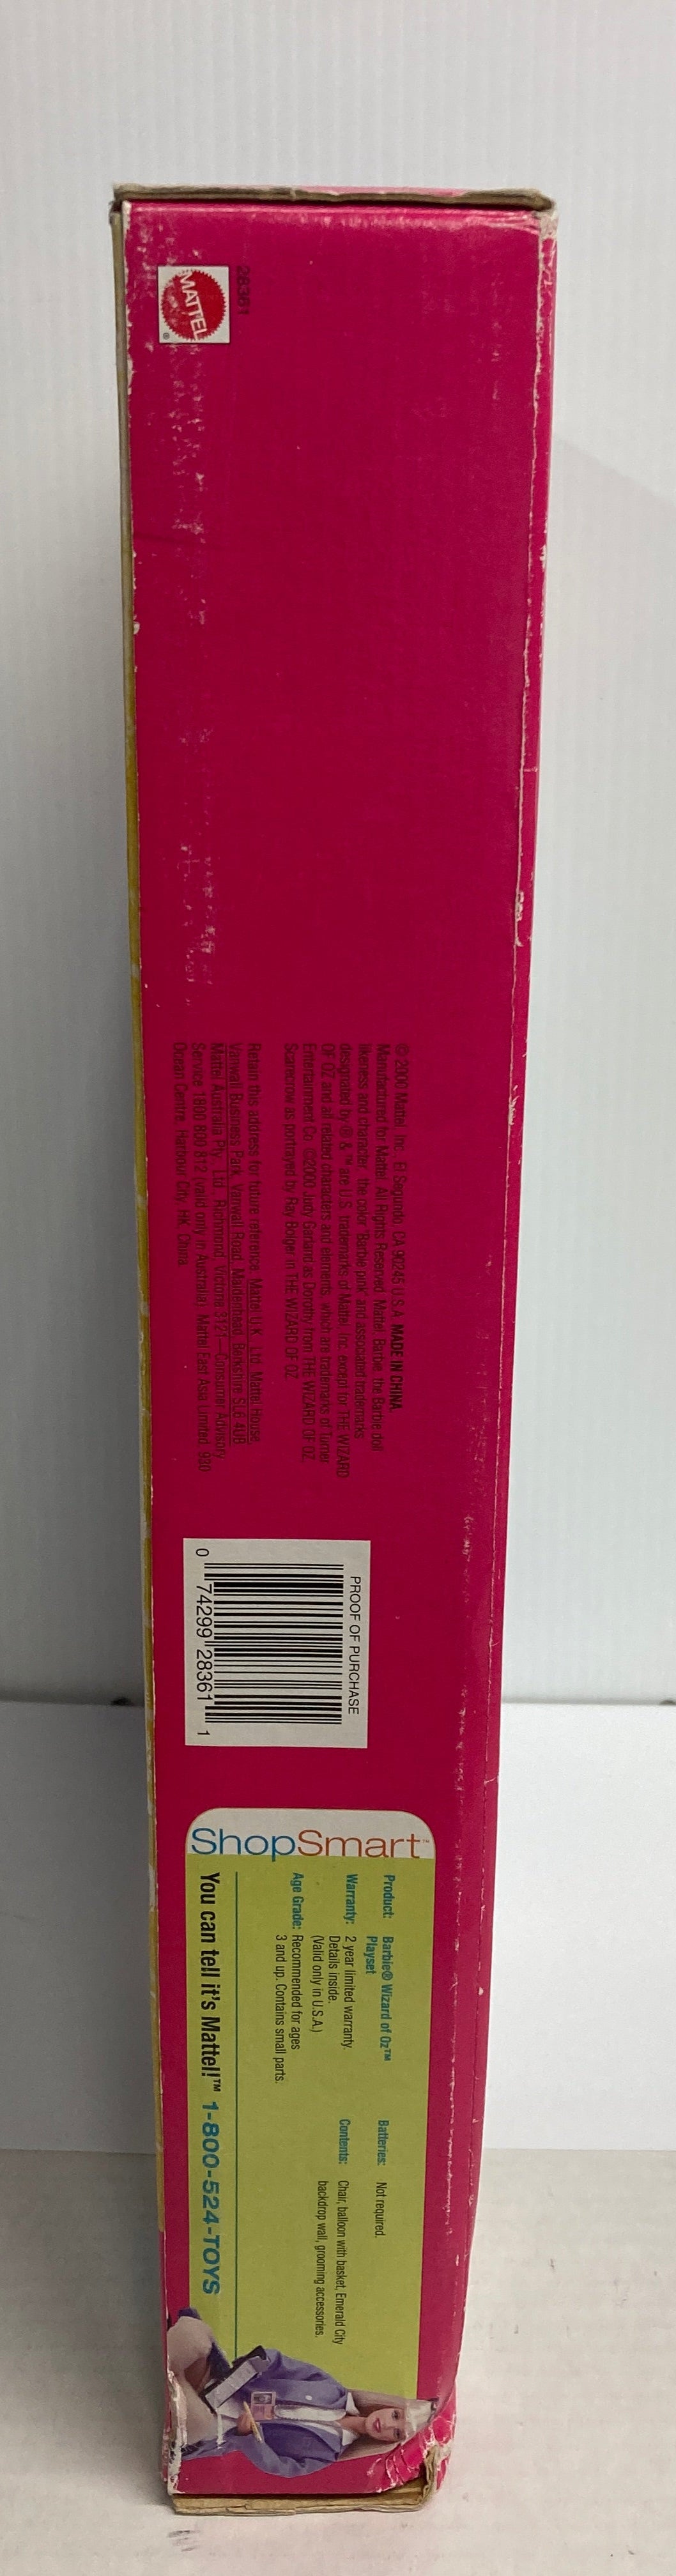 MATTEL
®
28361
© 2000 Mattel, Inc. El Segundo, CA 90245 U.S.A. MADE IN CHINA.
Manufactured for Mattel. All Rights Reserved. Mattel, Barbie, the Barbie doll
likeness and character, the color 'Barbie pink' and associated trademarks
designated by ® & ™ are U.S. trademarks of Mattel, Inc. except for THE WIZARD
OF OZ and all related characters and elements, which are trademarks of Turner
Entertainment Co. ©2000. Judy Garland as Dorothy from THE WIZARD OF OZ.
Scarecrow as portrayed by Ray Bolger in THE WIZARD OF OZ.
Retain this address for future reference: Mattel U.K. Ltd, Mattel House,
Vanwall Business Park, Vanwall Road, Maidenhead, Berkshire SL6 4UB.
Mattel Australia Pty. Ltd., Richmond, Victoria 3121—Consumer Advisory
Service 1800 800 812 (valid only in Australia). Mattel East Asia Limited, 930
Ocean Centre, Harbour City, HK, China.
PROOF OF PURCHASE
0 74299 28361 1
ShopSmart™
Product: Barbie® Wizard of Oz™
Playset
Warranty: 2 year limited warranty.
Details inside.
(Valid only in U.S.A.)
Age Grade: Recommended for ages
3 and up. Contains small parts.
Batteries: Not required.
Contents: Chair, balloon with basket, Emerald City
backdrop wall, grooming accessories.
You can tell it's Mattel!™ 1-800-524-TOYS